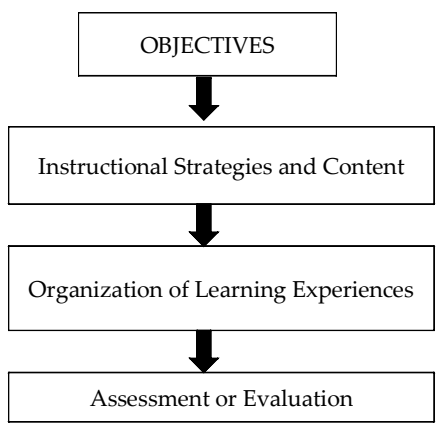 OBJECTIVES
Instructional Strategies and Content
Organization of Learning Experiences
Assessment or Evaluation